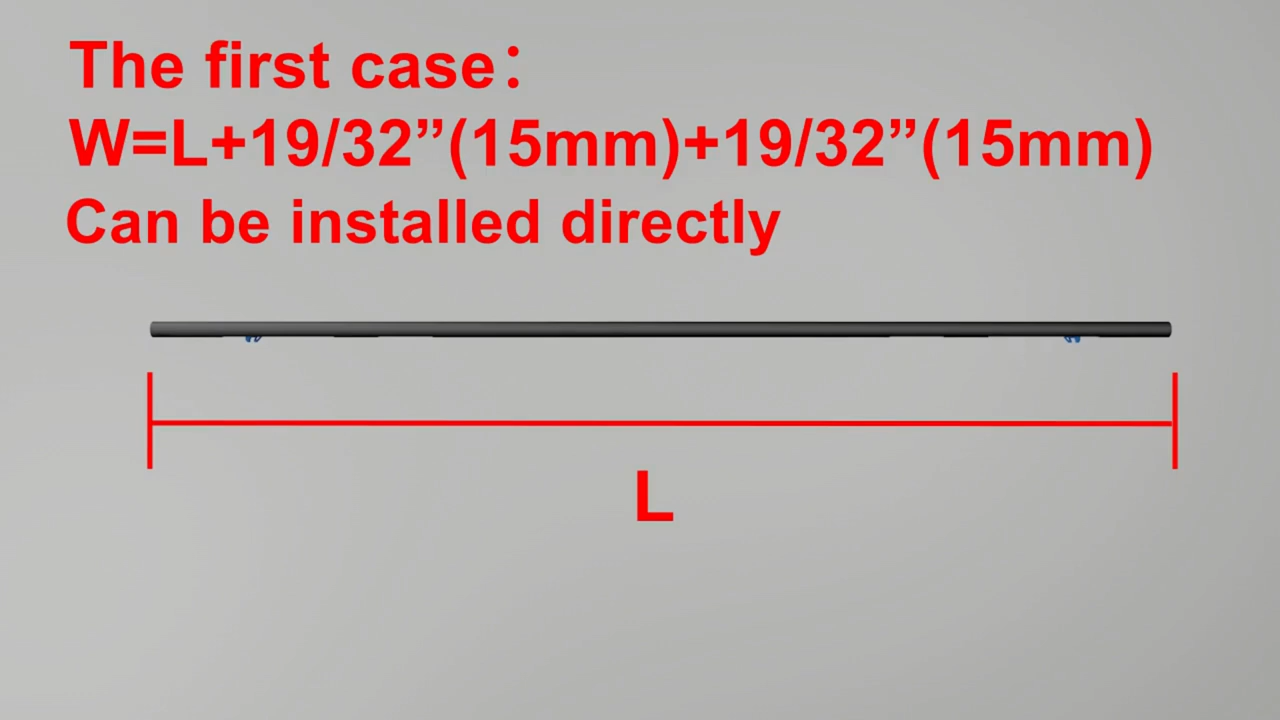 The first case：
W=L+19/32”(15mm)+19/32”(15mm)
Can be installed directly
L